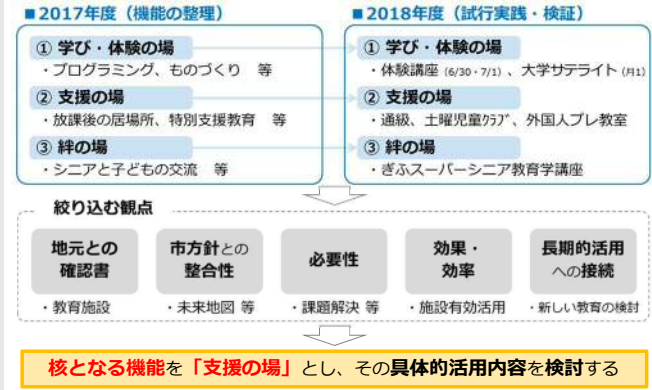 ■2017年度（機能の整理）
① 学び・体験の場
・プログラミング、ものづくり 等
② 支援の場
・放課後の居場所、特別支援教育 等
③ 絆の場
・シニアと子どもの交流 等
■2018年度（試行実践・検証）
① 学び・体験の場
・体験講座（6/30・7/1）、大学サテライト（月1）
② 支援の場
・通級、土曜児童クラブ、外国人プレ教室
③ 絆の場
・ぎふスーパーシニア教育学講座
絞り込む観点
地元との
確認書
・教育施設
市方針との
整合性
・未来地図 等
必要性
・課題解決 等
効果・
効率
・施設有効活用
長期的活用
への接続
・新しい教育の検討
核となる機能を「支援の場」とし、その具体的活用内容を検討する